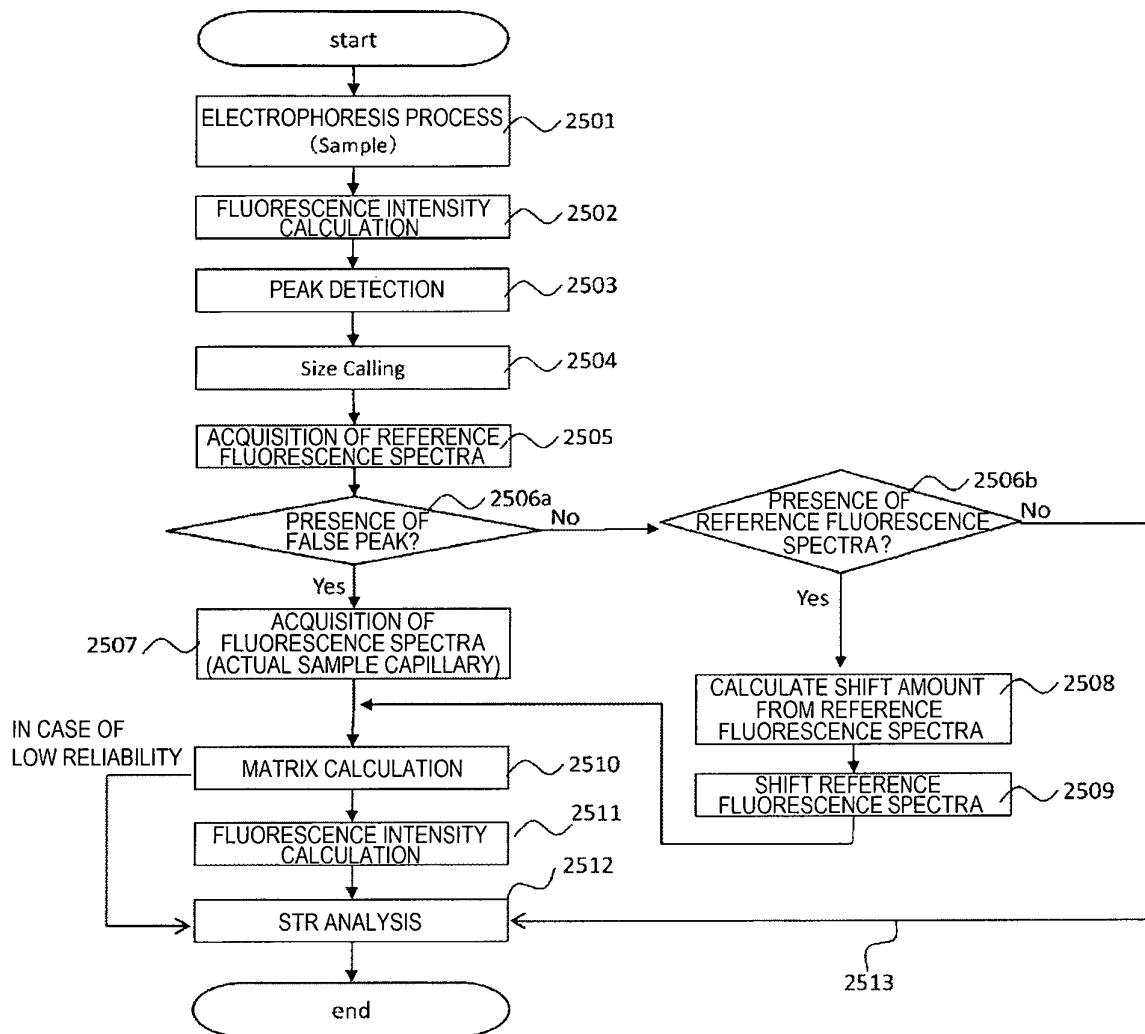 start
ELECTROPHORESIS PROCESS
(Sample)
2501
FLUORESCENCE INTENSITY
CALCULATION
2502
PEAK DETECTION
2503
Size Calling
2504
ACQUISITION OF REFERENCE
FLUORESCENCE SPECTRA
2505
2506a
PRESENCE OF
FALSE PEAK?
No
Yes
2506b
PRESENCE OF
REFERENCE FLUORESCENCE
SPECTRA?
No
Yes
2507
ACQUISITION OF
FLUORESCENCE SPECTRA
(ACTUAL SAMPLE CAPILLARY)
CALCULATE SHIFT AMOUNT
FROM REFERENCE
FLUORESCENCE SPECTRA
2508
SHIFT REFERENCE
FLUORESCENCE SPECTRA
2509
IN CASE OF
LOW RELIABILITY
MATRIX CALCULATION
2510
FLUORESCENCE INTENSITY
CALCULATION
2511
STR ANALYSIS
2512
2513
end